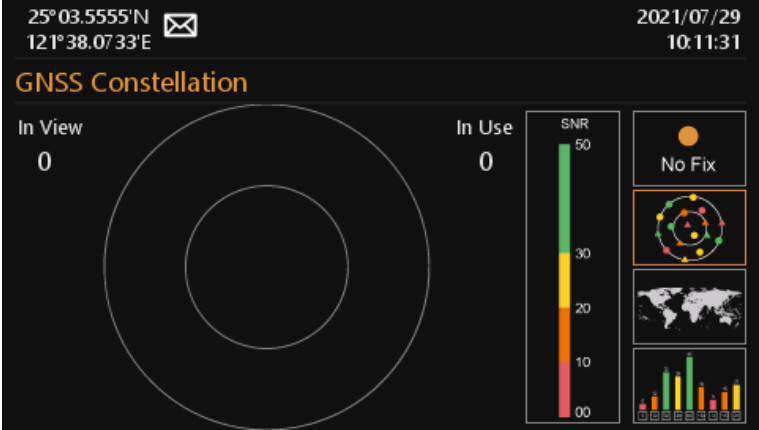 25°03.5555'N
121°38.0733'E
2021/07/29
10:11:31
GNSS Constellation
In View
0
In Use
0
SNR
50
30
20
10
00
No Fix